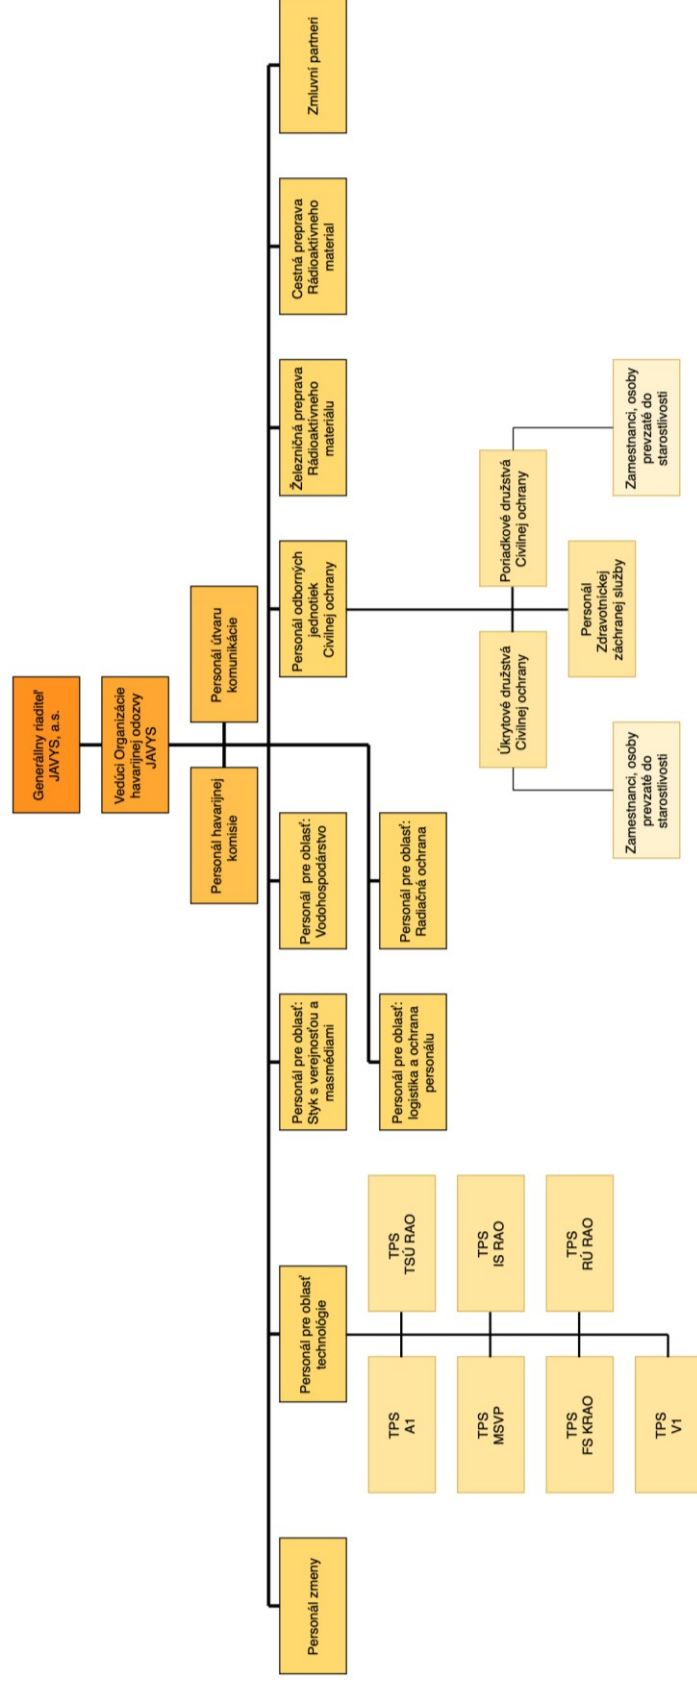 Generálny riaditeľ
JAVYS, a.s.
Vedúci Organizácie
havarijnej odozvy
JAVYS
Personál havarijnej
komisie
Personál útvaru
komunikácie
Personál zmeny
Personál pre oblasť
technológie
Personál pre oblasť:
Styk s verejnosťou a
masmédiami
Personál pre oblasť:
Vodohospodárstvo
Personál odborných
jednotiek
Civilnej ochrany
Železničná preprava
Rádioaktívneho
materiálu
Cestná preprava
Rádioaktívneho
material
Zmluvní partneri
Personál pre oblasť:
logistika a ochrana
personálu
Personál pre oblasť:
Radiačná ochrana
TPS
A1
TPS
TSÚ RAO
TPS
MSVP
TPS
IS RAO
TPS
FS KRAO
TPS
RÚ RAO
TPS
V1
Úkrytové družstvá
Civilnej ochrany
Poriadkové družstvá
Civilnej ochrany
Personál
Zdravotníckej
záchranej služby
Zamestnanci, osoby
prevzaté do
starostlivosti
Zamestnanci, osoby
prevzaté do
starostlivosti